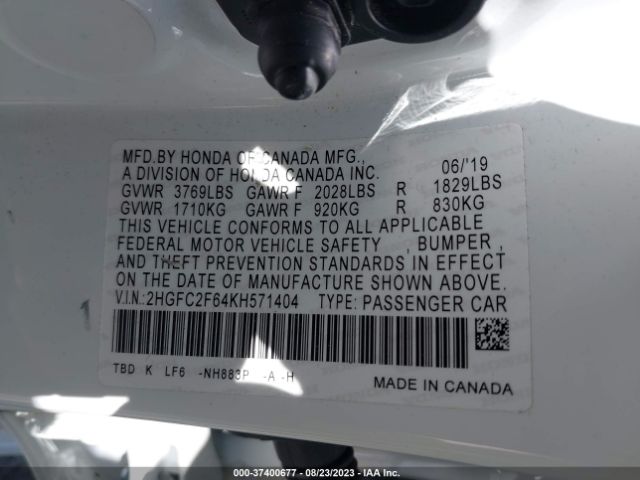 MFD.BY HONDA OF CANADA MFG., 06/'19
A DIVISION OF HONDA CANADA INC.
GVWR 3769LBS GAWR F 2028LBS R 1829LBS
GVWR 1710KG GAWR F 920KG R 830KG
THIS VEHICLE CONFORMS TO ALL APPLICABLE
FEDERAL MOTOR VEHICLE SAFETY , BUMPER ,
AND THEFT PREVENTION STANDARDS IN EFFECT
ON THE DATE OF MANUFACTURE SHOWN ABOVE.
V.I.N.:2HGFC2F64KH571404 TYPE: PASSENGER CAR
TBD K LF6 -NH883P -A -H
MADE IN CANADA
000-37400677 - 08/23/2023 - IAA Inc.